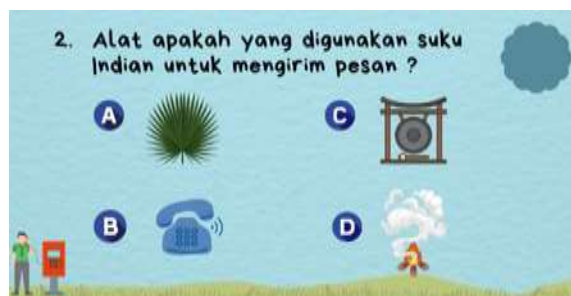 2. Alat apakah yang digunakan suku
Indian untuk mengirim pesan ?
A
C
B
D